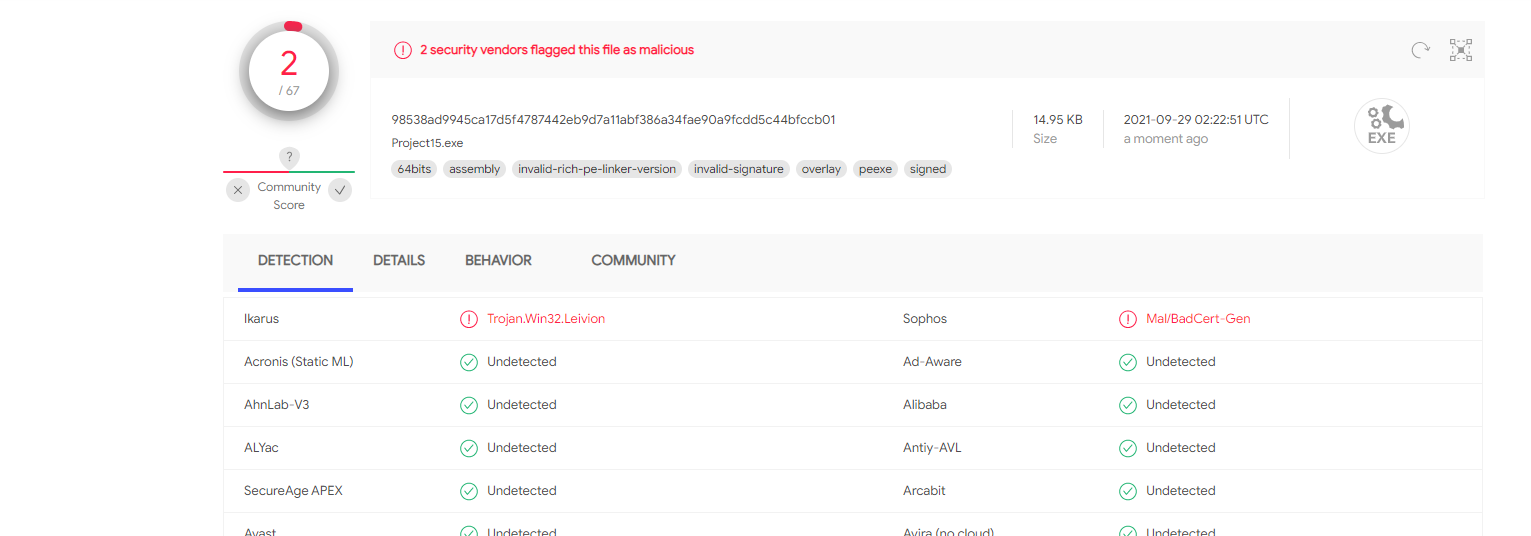 2
/ 67
?
Community
Score
2 security vendors flagged this file as malicious
98538ad9945ca17d5f4787442eb9d7a11abf386a34fae90a9fcdd5c44bfccb01
Project15.exe
64bits assembly invalid-rich-pe-linker-version invalid-signature overlay peexe signed
14.95 KB
Size
2021-09-29 02:22:51 UTC
a moment ago
EXE
DETECTION DETAILS BEHAVIOR COMMUNITY
Ikarus Trojan.Win32.Leivion Sophos Mal/BadCert-Gen
Acronis (Static ML) Undetected Ad-Aware Undetected
AhnLab-V3 Undetected Alibaba Undetected
ALYac Undetected Antiy-AVL Undetected
SecureAge APEX Undetected Arcabit Undetected
Avast Undetected Avira (no cloud) Undetected